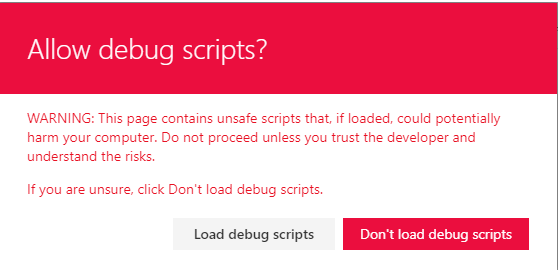 Allow debug scripts?
WARNING: This page contains unsafe scripts that, if loaded, could potentially
harm your computer. Do not proceed unless you trust the developer and
understand the risks.
If you are unsure, click Don't load debug scripts.
Load debug scripts
Don't load debug scripts